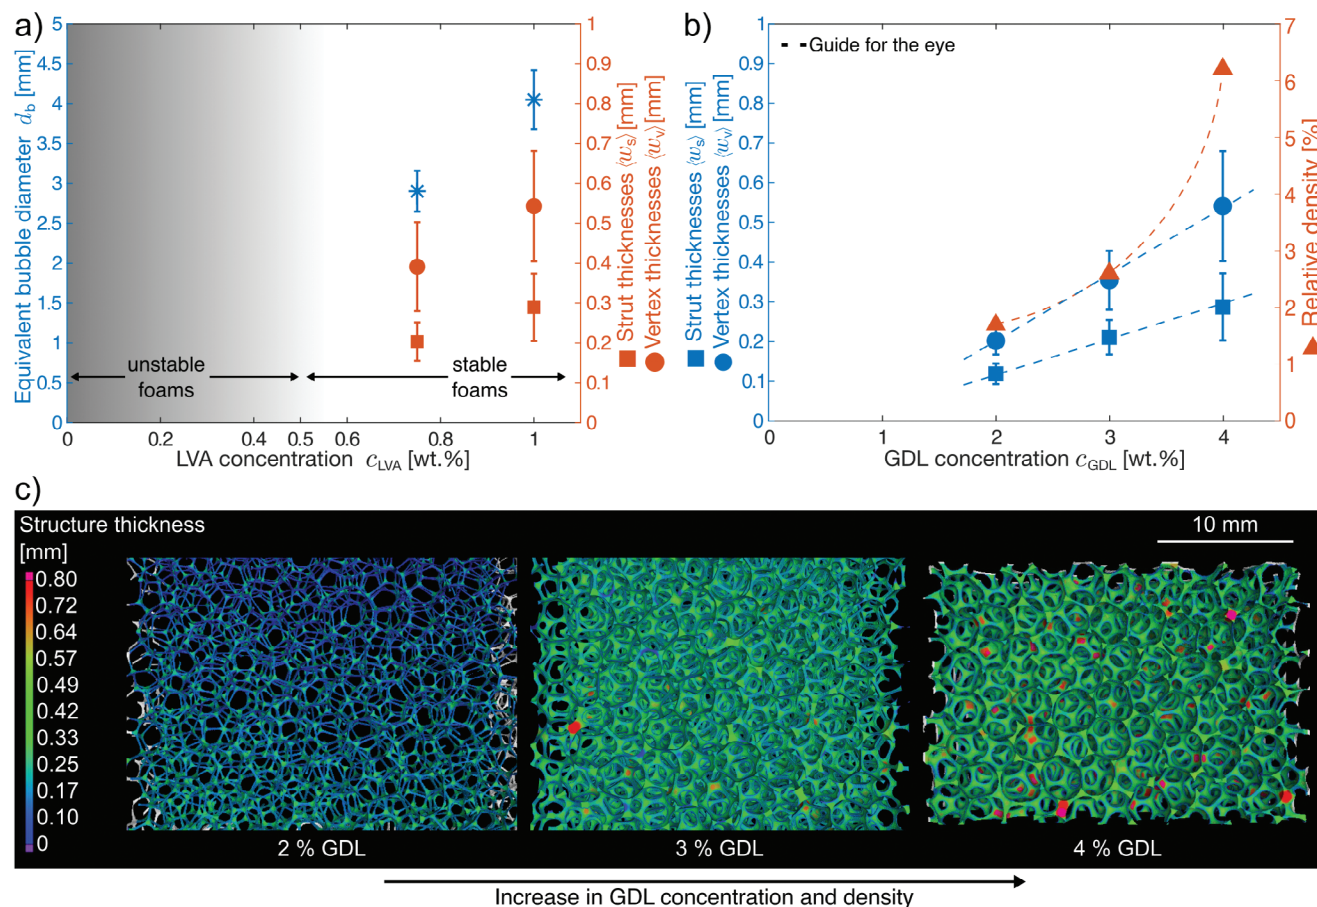 a)
5
4.5
4
3.5
3
2.5
2
1.5
1
0.5
0
Equivalent bubble diameter d_b [mm]
unstable
foams
stable
foams
0
0.2
0.4
0.5
0.6
0.8
1
LVA concentration c_LVA [wt.%]
1
0.9
0.8
0.7
0.6
0.5
0.4
0.3
0.2
0.1
0
Strut thicknesses ⟨w_s⟩ [mm]
Vertex thicknesses ⟨w_v⟩ [mm]
b)
Strut thicknesses ⟨w_s⟩ [mm]
Vertex thicknesses ⟨w_v⟩ [mm]
1
0.9
0.8
0.7
0.6
0.5
0.4
0.3
0.2
0.1
0
Guide for the eye
0
1
2
3
4
GDL concentration c_GDL [wt.%]
7
6
5
4
3
2
1
0
Relative density [%]
c)
Structure thickness
[mm]
0.80
0.72
0.64
0.57
0.49
0.42
0.33
0.25
0.17
0.10
0
10 mm
2 % GDL
3 % GDL
4 % GDL
Increase in GDL concentration and density